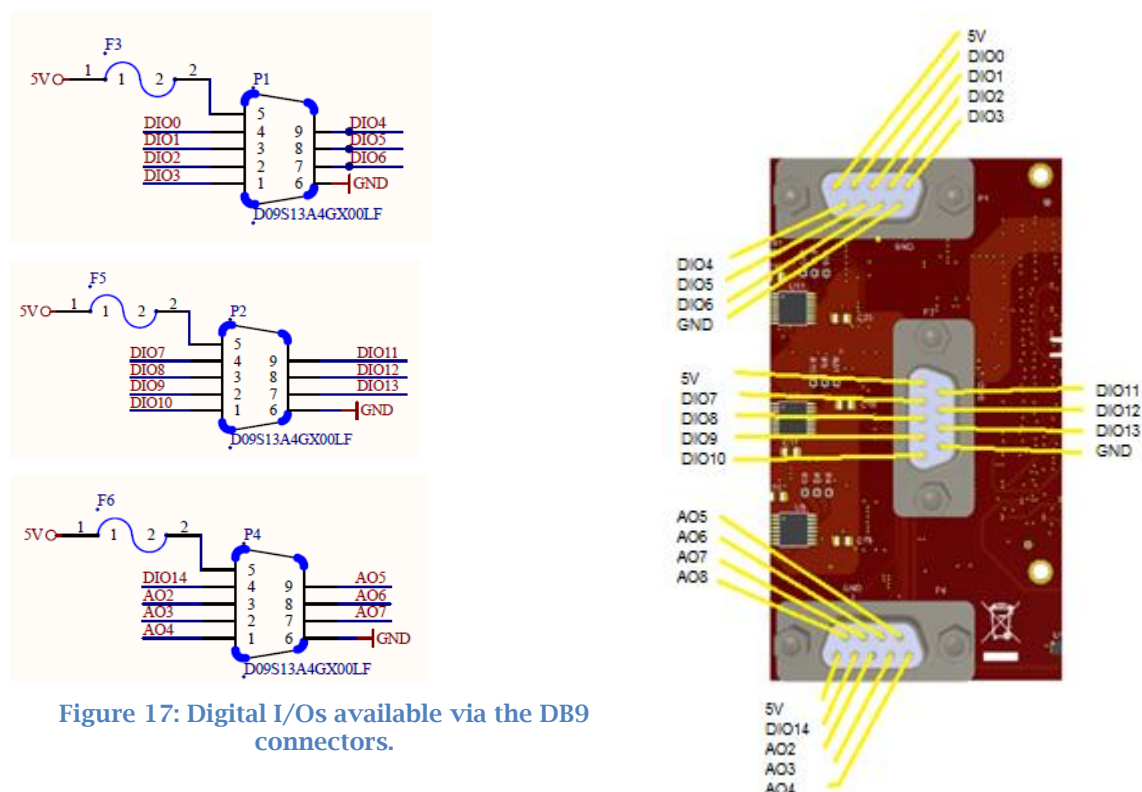 F3
5V 1 1 2 2
P1
5
DIO0 4 9 DIO4
DIO1 3 8 DIO5
DIO2 2 7 DIO6
DIO3 1 6 GND
D09S13A4GX00LF
F5
5V 1 1 2 2
P2
5
DIO7 4 9 DIO11
DIO8 3 8 DIO12
DIO9 2 7 DIO13
DIO10 1 6 GND
D09S13A4GX00LF
F6
5V 1 1 2 2
P4
5
DIO14 4 9 AO5
AO2 3 8 AO6
AO3 2 7 AO7
AO4 1 6 GND
D09S13A4GX00LF
Figure 17: Digital I/Os available via the DB9
connectors.
5V
DIO0
DIO1
DIO2
DIO3
P1
GND
DIO4
DIO5
DIO6
GND
5V
DIO7
DIO8
DIO9
DIO10
DIO11
DIO12
DIO13
GND
AO5
AO6
AO7
AO8
GND
5V
DIO14
AO2
AO3
AO4